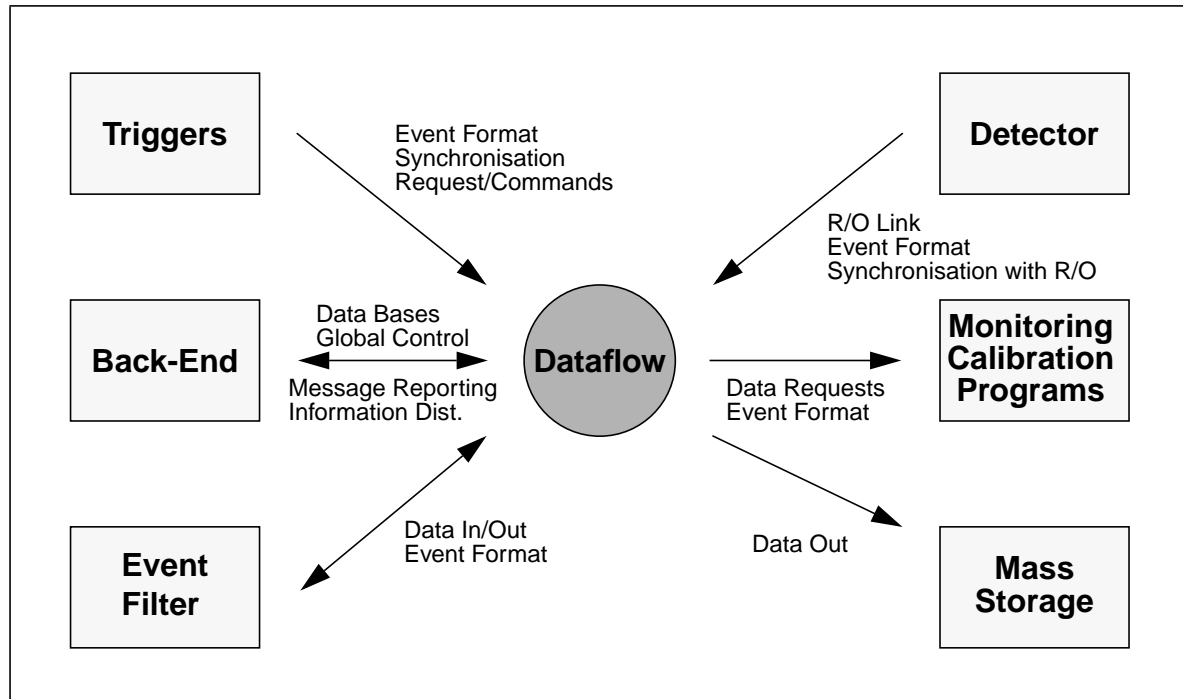 Triggers
Event Format
Synchronisation
Request/Commands
Detector
R/O Link
Event Format
Synchronisation with R/O
Back-End
Data Bases
Global Control
Message Reporting
Information Dist.
Dataflow
Data Requests
Event Format
Monitoring
Calibration
Programs
Event
Filter
Data In/Out
Event Format
Data Out
Mass
Storage